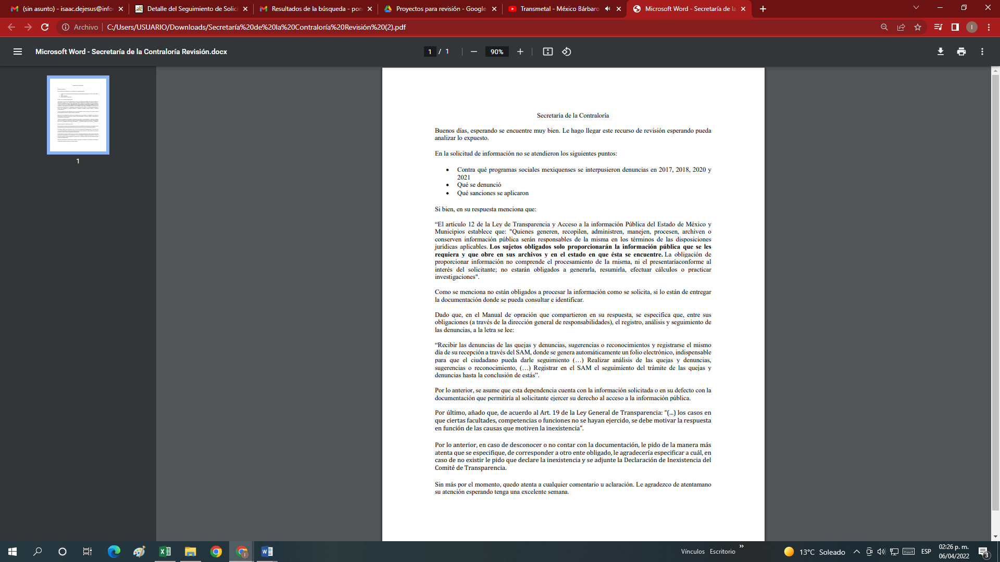 (sin asunto) - isaac.dejesus@info
Detalle del Seguimiento de Solici
Resultados de la búsqueda - pon
Proyectos para revisión - Google
Transmetal - México Bárbaro
Microsoft Word - Secretaría de la
Archivo
C:/Users/USUARIO/Downloads/Secretaría%20de%20la%20Contraloría%20Revisión%20(2).pdf
I
Microsoft Word - Secretaría de la Contraloría Revisión.docx
1 / 1
90%
1
Secretaría de la Contraloría
Buenos días, esperando se encuentre muy bien. Le hago llegar este recurso de revisión esperando pueda
analizar lo expuesto.
En la solicitud de información no se atendieron los siguientes puntos:
• Contra qué programas sociales mexiquenses se interpusieron denuncias en 2017, 2018, 2020 y
2021
• Qué se denunció
• Qué sanciones se aplicaron
Si bien, en su respuesta menciona que:
“El artículo 12 de la Ley de Transparencia y Acceso a la información Pública del Estado de México y
Municipios establece que: "Quienes generen, recopilen, administren, manejen, procesen, archiven o
conserven información pública serán responsables de la misma en los términos de las disposiciones
jurídicas aplicables. Los sujetos obligados solo proporcionarán la información pública que se les
requiera y que obre en sus archivos y en el estado en que ésta se encuentre. La obligación de
proporcionar información no comprende el procesamiento de Ia rnisrna, ni el presentaríaconforme al
interés del solicitante; no estarán obligados a generarla, resumirla, efectuar cálcuIos o practicar
investigaciones".
Como se menciona no están obligados a procesar la información como se solicita, si lo están de entregar
la documentación donde se pueda consultar e identificar.
Dado que, en el Manual de opración que compartieron en su respuesta, se especifica que, entre sus
obligaciones (a través de la dirección general de responsabilidades), el registro, análisis y seguimiento de
las denuncias, a la letra se lee:
“Recibir las denuncias de las quejas y denuncias, sugerencias o reconocimientos y registrarse el mismo
día de su recepción a través del SAM, donde se genera automáticamente un folio electrónico, indispensable
para que el ciudadano pueda darle seguimiento (…) Realizar análisis de las quejas y denuncias,
sugerencias o reconocimiento, (…) Registrar en el SAM el seguimiento del trámite de las quejas y
denuncias hasta la conclusión de estás”.
Por lo anterior, se asume que esta dependencia cuenta con la información solicitada o en su defecto con la
documentación que permitiría al solicitante ejercer su derecho al acceso a la información pública.
Por último, añado que, de acuerdo al Art. 19 de la Ley General de Transparencia: “(...) los casos en
que ciertas facultades, competencias o funciones no se hayan ejercido, se debe motivar la respuesta
en función de las causas que motiven la inexistencia”.
Por lo anterior, en caso de desconocer o no contar con la documentación, le pido de la manera más
atenta que se especifique, de corresponder a otro ente obligado, le agradecería especificar a cuál, en
caso de no existir le pido que declare la inexistencia y se adjunte la Declaración de Inexistencia del
Comité de Transparencia.
Sin más por el momento, quedo atenta a cualquier comentario u aclaración. Le agradezco de atentamano
su atención esperando tenga una excelente semana.
Vínculos Escritorio
13°C Soleado
ESP
02:26 p. m.
06/04/2022
3